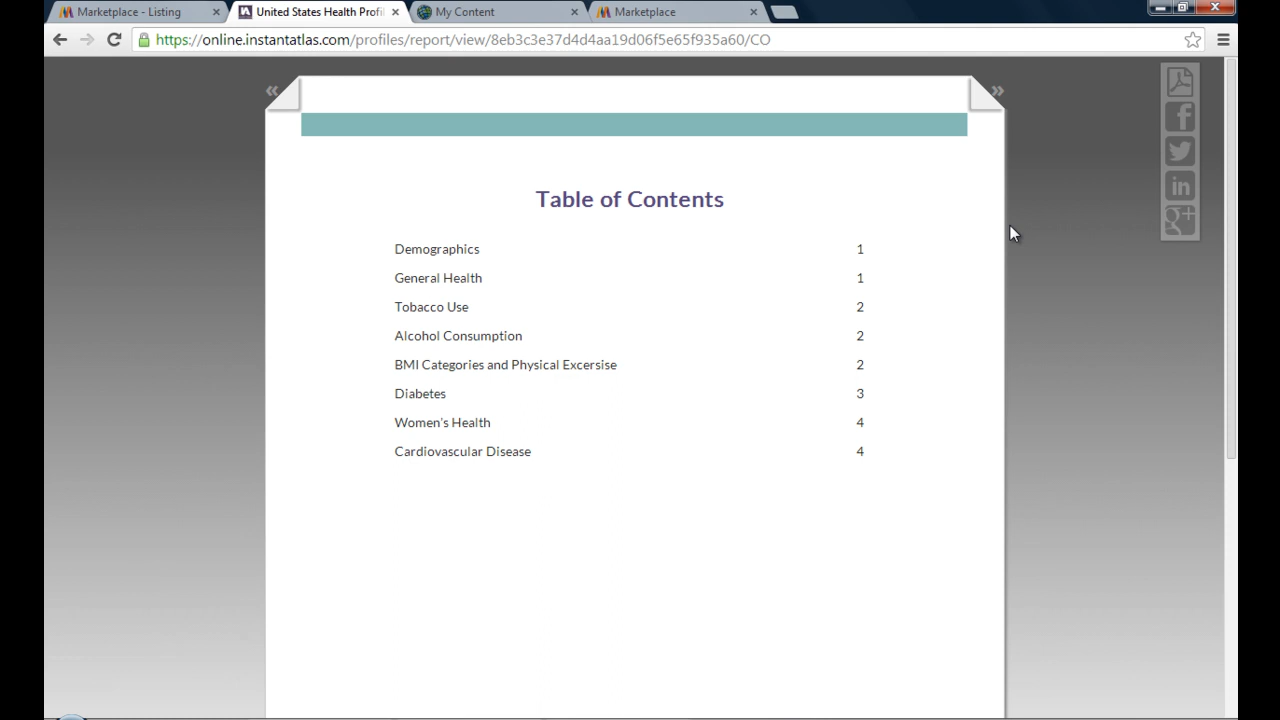 Marketplace - Listing
United States Health Profi
My Content
Marketplace
https://online.instantatlas.com/profiles/report/view/8eb3c3e37d4d4aa19d06f5e65f935a60/CO
Table of Contents
Demographics 1
General Health 1
Tobacco Use 2
Alcohol Consumption 2
BMI Categories and Physical Excersise 2
Diabetes 3
Women's Health 4
Cardiovascular Disease 4